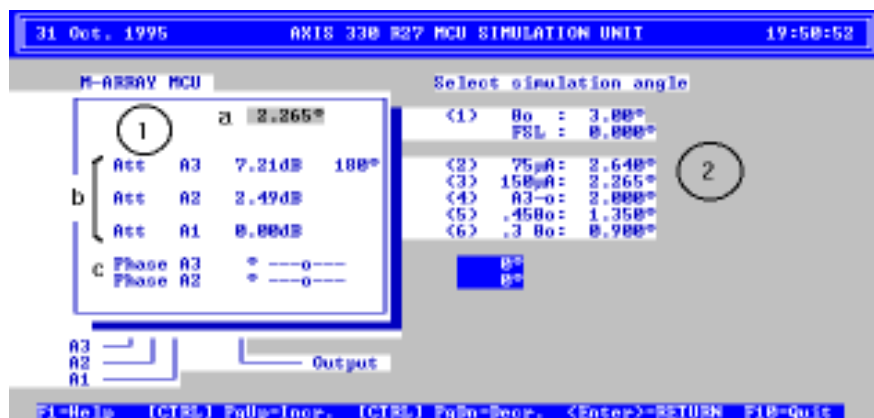 31 Oct. 1995 AXIS 330 R27 MCU SIMULATION UNIT 19:50:52
M-ARRAY MCU
Select simulation angle
a 2.265°
1
<1> θo : 3.00°
FSL : 0.000°
b
Att A3 7.21dB 180°
Att A2 2.49dB
Att A1 0.00dB
<2> 75µA: 2.640°
<3> 150µA: 2.265°
<4> A3-o: 2.000°
<5> .45θo: 1.350°
<6> .3 θo: 0.900°
2
c Phase A3 ° ---o---
Phase A2 ° ---o---
0°
0°
A3
A2
A1
Output
F1=Help [CTRL] PgUp=Incr. [CTRL] PgDn=Decr. <Enter>=RETURN F10=Quit